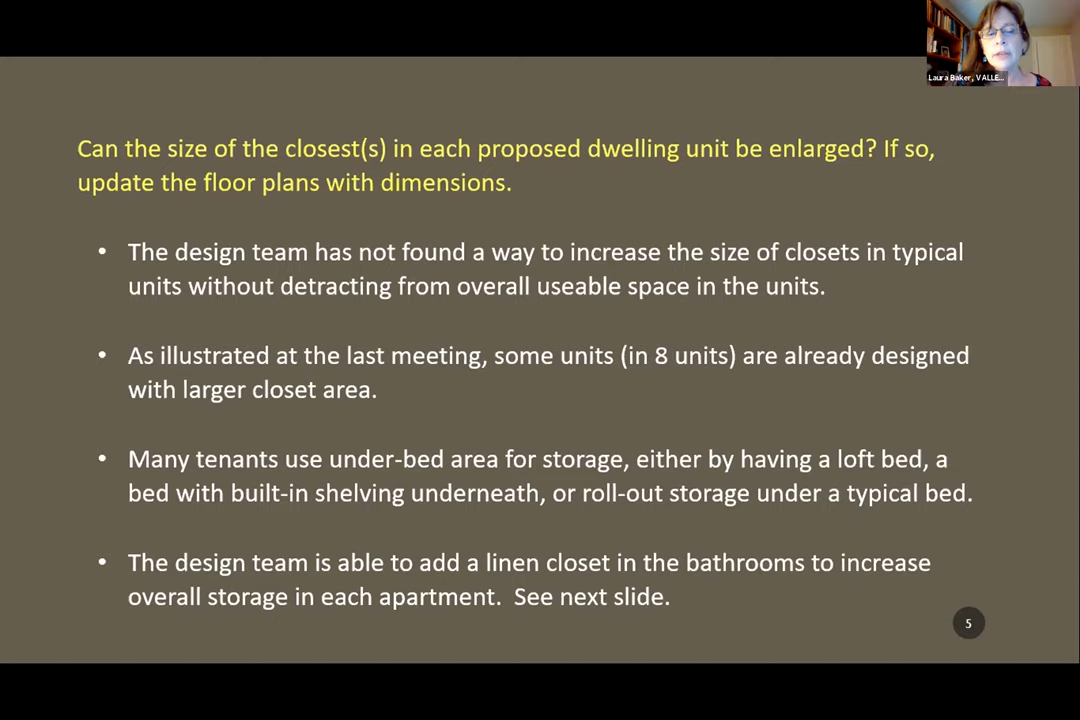 Laura Baker, VALLE...
Can the size of the closest(s) in each proposed dwelling unit be enlarged? If so,
update the floor plans with dimensions.
• The design team has not found a way to increase the size of closets in typical
units without detracting from overall useable space in the units.
• As illustrated at the last meeting, some units (in 8 units) are already designed
with larger closet area.
• Many tenants use under-bed area for storage, either by having a loft bed, a
bed with built-in shelving underneath, or roll-out storage under a typical bed.
• The design team is able to add a linen closet in the bathrooms to increase
overall storage in each apartment.  See next slide.
5